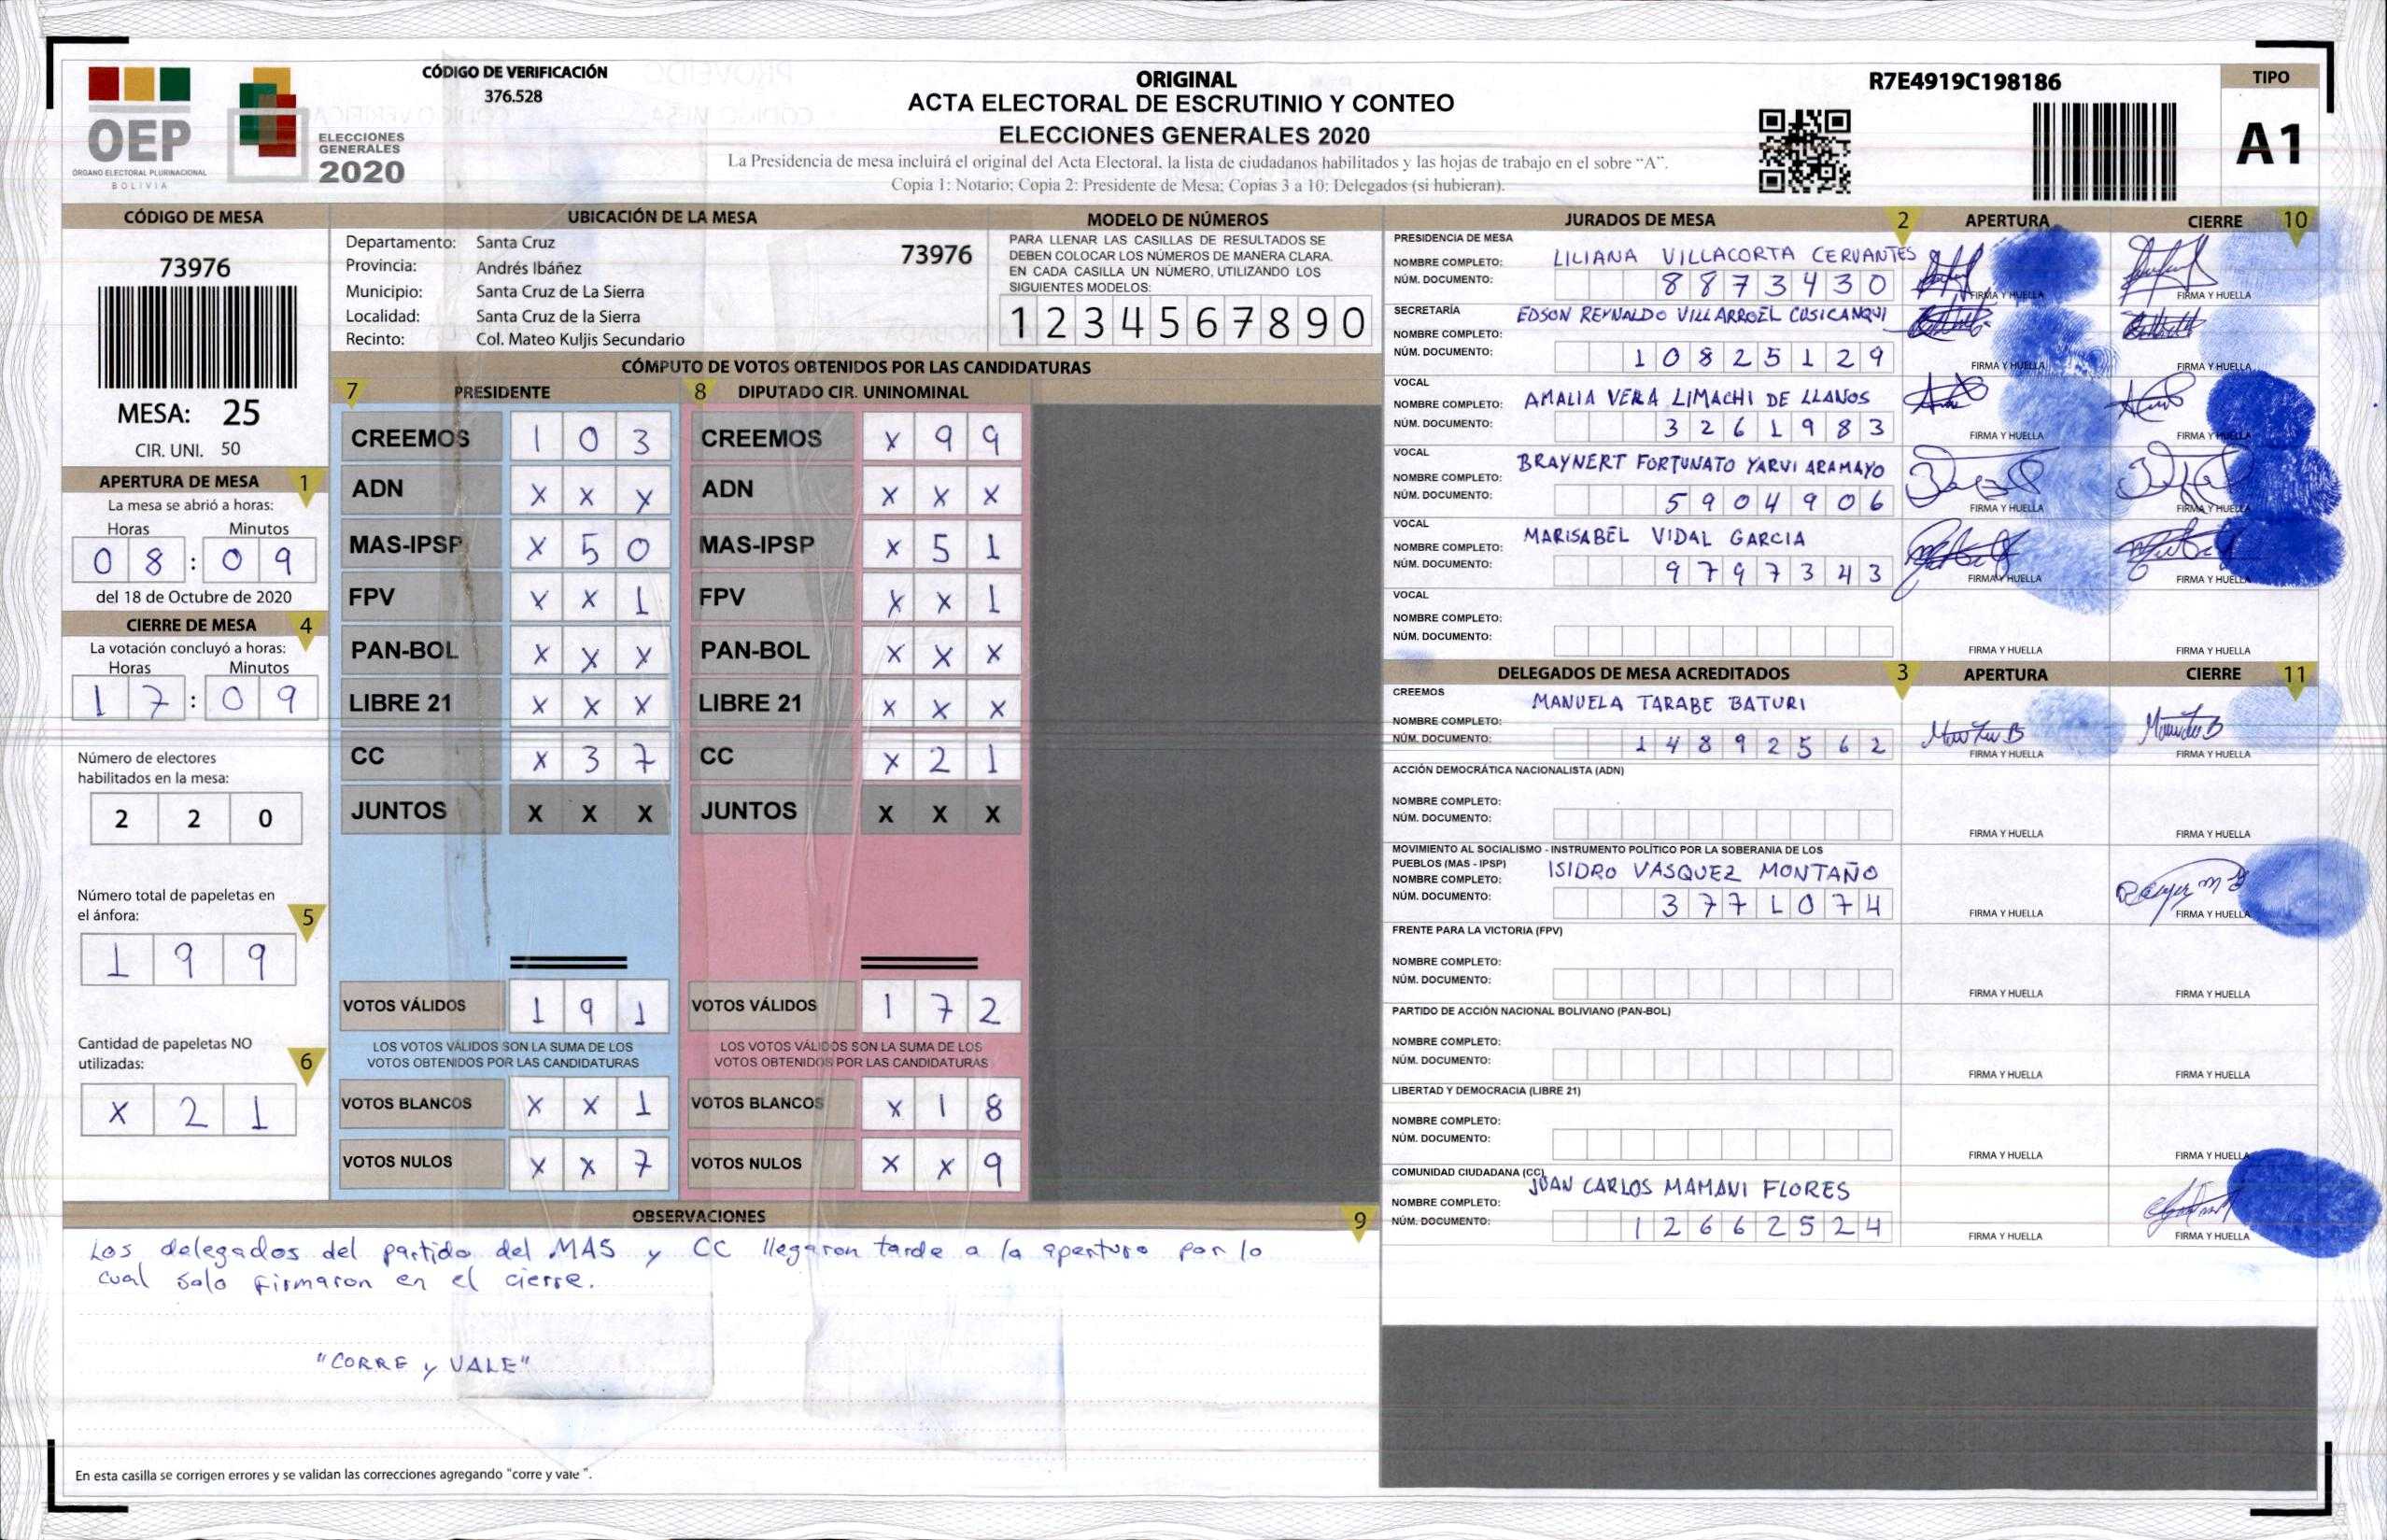 OEP
ÓRGANO ELECTORAL PLURINACIONAL
BOLIVIA
ELECCIONES
GENERALES
2020
CÓDIGO DE VERIFICACIÓN
376.528
ORIGINAL
ACTA ELECTORAL DE ESCRUTINIO Y CONTEO
ELECCIONES GENERALES 2020
La Presidencia de mesa incluirá el original del Acta Electoral, la lista de ciudadanos habilitados y las hojas de trabajo en el sobre “A”.
Copia 1: Notario; Copia 2: Presidente de Mesa; Copias 3 a 10: Delegados (si hubieran).
R7E4919C198186
TIPO
A1
CÓDIGO DE MESA
73976
MESA: 25
CIR. UNI. 50
APERTURA DE MESA 1
La mesa se abrió a horas:
Horas Minutos
0 8 : 0 9
del 18 de Octubre de 2020
CIERRE DE MESA 4
La votación concluyó a horas:
Horas Minutos
1 7 : 0 9
Número de electores
habilitados en la mesa:
2 2 0
Número total de papeletas en
el ánfora: 5
1 9 9
Cantidad de papeletas NO
utilizadas: 6
X 2 1
UBICACIÓN DE LA MESA
Departamento: Santa Cruz 73976
Provincia: Andrés Ibáñez
Municipio: Santa Cruz de La Sierra
Localidad: Santa Cruz de la Sierra
Recinto: Col. Mateo Kuljis Secundario
MODELO DE NÚMEROS
PARA LLENAR LAS CASILLAS DE RESULTADOS SE
DEBEN COLOCAR LOS NÚMEROS DE MANERA CLARA.
EN CADA CASILLA UN NÚMERO, UTILIZANDO LOS
SIGUIENTES MODELOS:
1 2 3 4 5 6 7 8 9 0
CÓMPUTO DE VOTOS OBTENIDOS POR LAS CANDIDATURAS
7 PRESIDENTE 8 DIPUTADO CIR. UNINOMINAL
CREEMOS 1 0 3 CREEMOS X 9 9
ADN X X X ADN X X X
MAS-IPSP X 5 0 MAS-IPSP X 5 1
FPV X X 1 FPV X X 1
PAN-BOL X X X PAN-BOL X X X
LIBRE 21 X X X LIBRE 21 X X X
CC X 3 7 CC X 2 1
JUNTOS X X X JUNTOS X X X
VOTOS VÁLIDOS 1 9 1 VOTOS VÁLIDOS 1 7 2
LOS VOTOS VÁLIDOS SON LA SUMA DE LOS LOS VOTOS VÁLIDOS SON LA SUMA DE LOS
VOTOS OBTENIDOS POR LAS CANDIDATURAS VOTOS OBTENIDOS POR LAS CANDIDATURAS
VOTOS BLANCOS X X 1 VOTOS BLANCOS X 1 8
VOTOS NULOS X X 7 VOTOS NULOS X X 9
OBSERVACIONES 9
Los delegados del partido del MAS y CC llegaron tarde a la apertura por lo
cual solo firmaron en el cierre.
"CORRE y VALE"
En esta casilla se corrigen errores y se validan las correcciones agregando "corre y vale ".
JURADOS DE MESA 2 APERTURA CIERRE 10
PRESIDENCIA DE MESA
NOMBRE COMPLETO: LILIANA VILLACORTA CERVANTES
NÚM. DOCUMENTO: 8 8 7 3 4 3 0 FIRMA Y HUELLA FIRMA Y HUELLA
SECRETARÍA
NOMBRE COMPLETO: EDSON REYNALDO VILLARROEL CUSICANQUI
NÚM. DOCUMENTO: 1 0 8 2 5 1 2 9 FIRMA Y HUELLA FIRMA Y HUELLA
VOCAL
NOMBRE COMPLETO: AMALIA VERA LIMACHI DE LLANOS
NÚM. DOCUMENTO: 3 2 6 1 9 8 3 FIRMA Y HUELLA FIRMA Y HUELLA
VOCAL
NOMBRE COMPLETO: BRAYNERT FORTUNATO YARVI ARAMAYO
NÚM. DOCUMENTO: 5 9 0 4 9 0 6 FIRMA Y HUELLA FIRMA Y HUELLA
VOCAL
NOMBRE COMPLETO: MARISABEL VIDAL GARCIA
NÚM. DOCUMENTO: 9 7 9 7 3 4 3 FIRMA Y HUELLA FIRMA Y HUELLA
VOCAL
NOMBRE COMPLETO:
NÚM. DOCUMENTO: FIRMA Y HUELLA FIRMA Y HUELLA
DELEGADOS DE MESA ACREDITADOS 3 APERTURA CIERRE 11
CREEMOS
NOMBRE COMPLETO: MANUELA TARABE BATURI
NÚM. DOCUMENTO: 1 4 8 9 2 5 6 2 FIRMA Y HUELLA FIRMA Y HUELLA
ACCIÓN DEMOCRÁTICA NACIONALISTA (ADN)
NOMBRE COMPLETO:
NÚM. DOCUMENTO: FIRMA Y HUELLA FIRMA Y HUELLA
MOVIMIENTO AL SOCIALISMO - INSTRUMENTO POLÍTICO POR LA SOBERANIA DE LOS
PUEBLOS (MAS - IPSP)
NOMBRE COMPLETO: ISIDRO VASQUEZ MONTAÑO
NÚM. DOCUMENTO: 3 7 7 1 0 7 4 FIRMA Y HUELLA FIRMA Y HUELLA
FRENTE PARA LA VICTORIA (FPV)
NOMBRE COMPLETO:
NÚM. DOCUMENTO: FIRMA Y HUELLA FIRMA Y HUELLA
PARTIDO DE ACCIÓN NACIONAL BOLIVIANO (PAN-BOL)
NOMBRE COMPLETO:
NÚM. DOCUMENTO: FIRMA Y HUELLA FIRMA Y HUELLA
LIBERTAD Y DEMOCRACIA (LIBRE 21)
NOMBRE COMPLETO:
NÚM. DOCUMENTO: FIRMA Y HUELLA FIRMA Y HUELLA
COMUNIDAD CIUDADANA (CC)
NOMBRE COMPLETO: JUAN CARLOS MAMANI FLORES
NÚM. DOCUMENTO: 1 2 6 6 2 5 2 4 FIRMA Y HUELLA FIRMA Y HUELLA